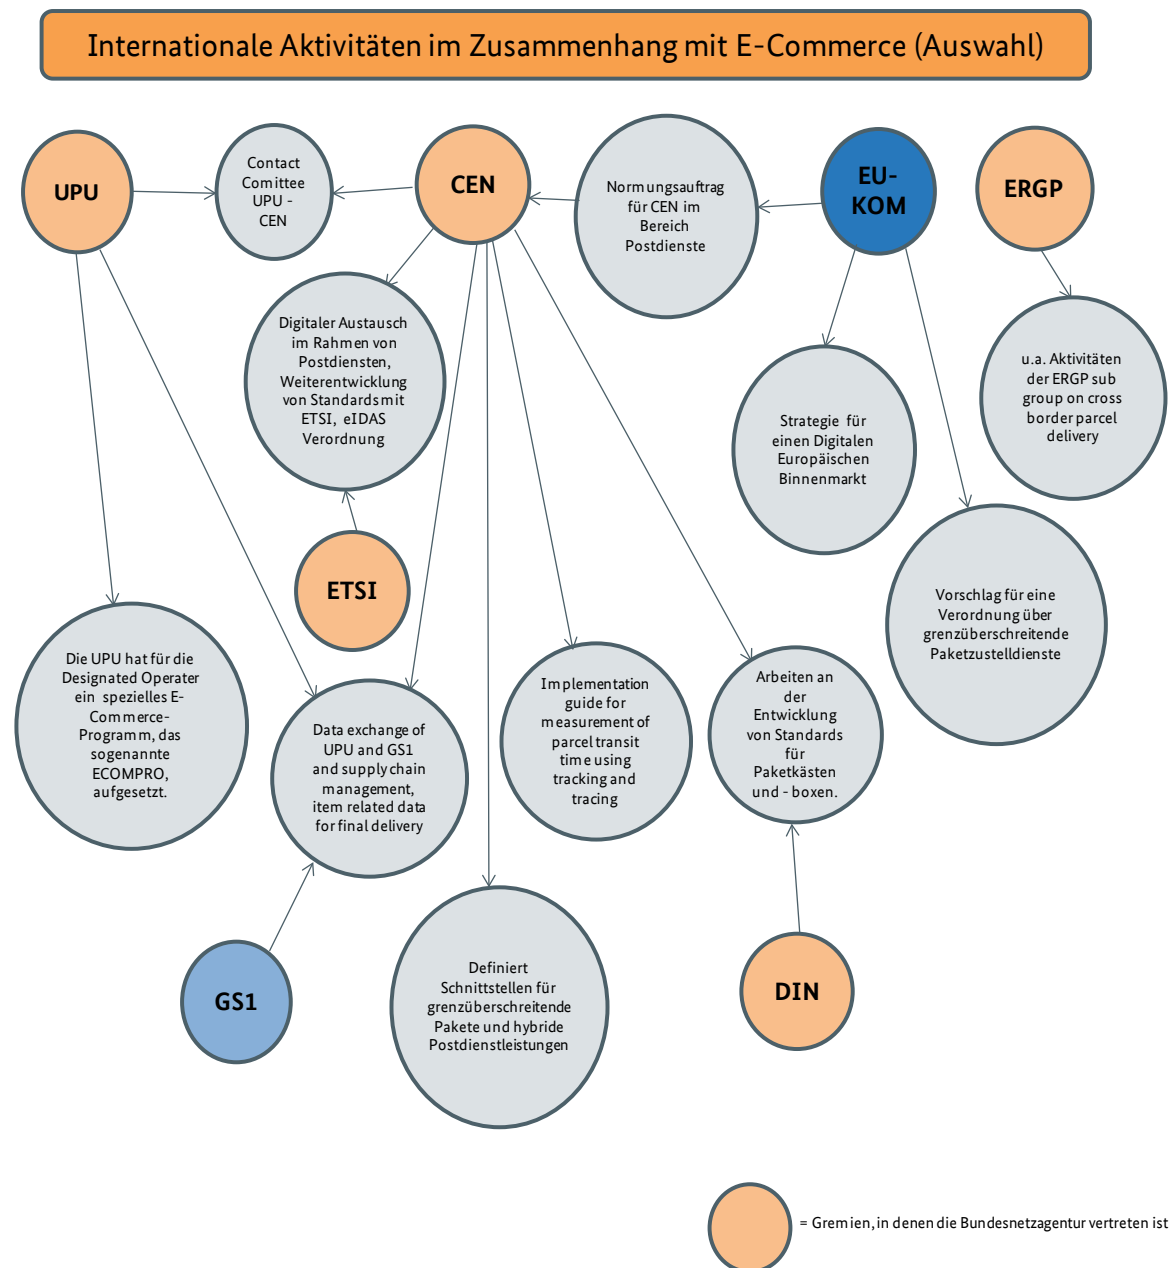 Internationale Aktivitäten im Zusammenhang mit E-Commerce (Auswahl)
UPU
Contact
Comittee
UPU -
CEN
CEN
Normungsauftrag
für CEN im
Bereich
Postdienste
EU-
KOM
ERGP
Digitaler Austausch
im Rahmen von
Postdiensten,
Weiterentwicklung
von Standards mit
ETSI, eIDAS
Verordnung
u.a. Aktivitäten
der ERGP sub
group on cross
border parcel
delivery
Strategie für
einen Digitalen
Europäischen
Binnenmarkt
ETSI
Vorschlag für eine
Verordnung über
grenzüberschreitende
Paketzustelldienste
Die UPU hat für die
Designated Operater
ein spezielles E-
Commerce-
Programm, das
sogenannte
ECOMPRO,
aufgesetzt.
Data exchange of
UPU and GS1
and supply chain
management,
item related data
for final delivery
Implementation
guide for
measurement of
parcel transit
time using
tracking and
tracing
Arbeiten an
der
Entwicklung
von Standards
für
Paketkästen
und - boxen.
GS1
Definiert
Schnittstellen für
grenzüberschreitende
Pakete und hybride
Postdienstleistungen
DIN
= Gremien, in denen die Bundesnetzagentur vertreten ist